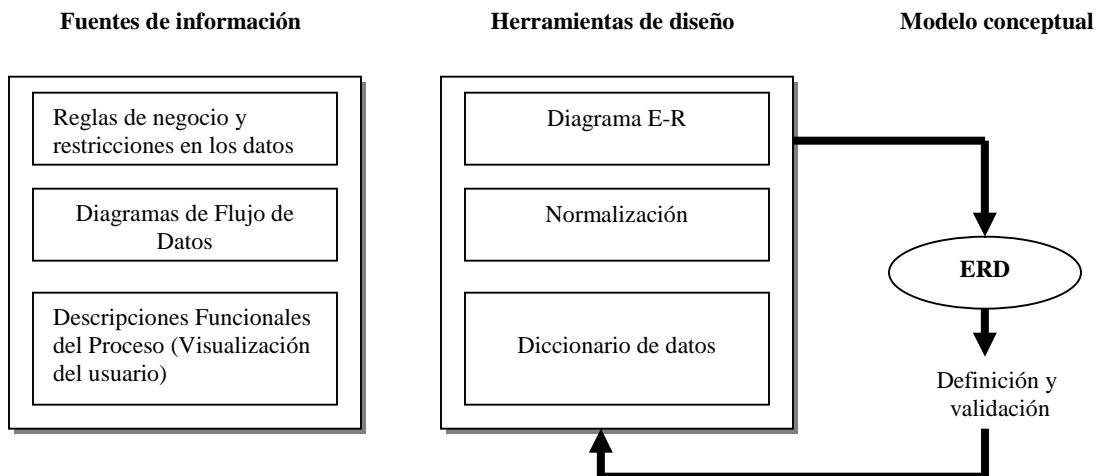 Fuentes de información
Herramientas de diseño
Modelo conceptual
Reglas de negocio y
restricciones en los datos
Diagramas de Flujo de
Datos
Descripciones Funcionales
del Proceso (Visualización
del usuario)
Diagrama E-R
Normalización
Diccionario de datos
ERD
Definición y
validación